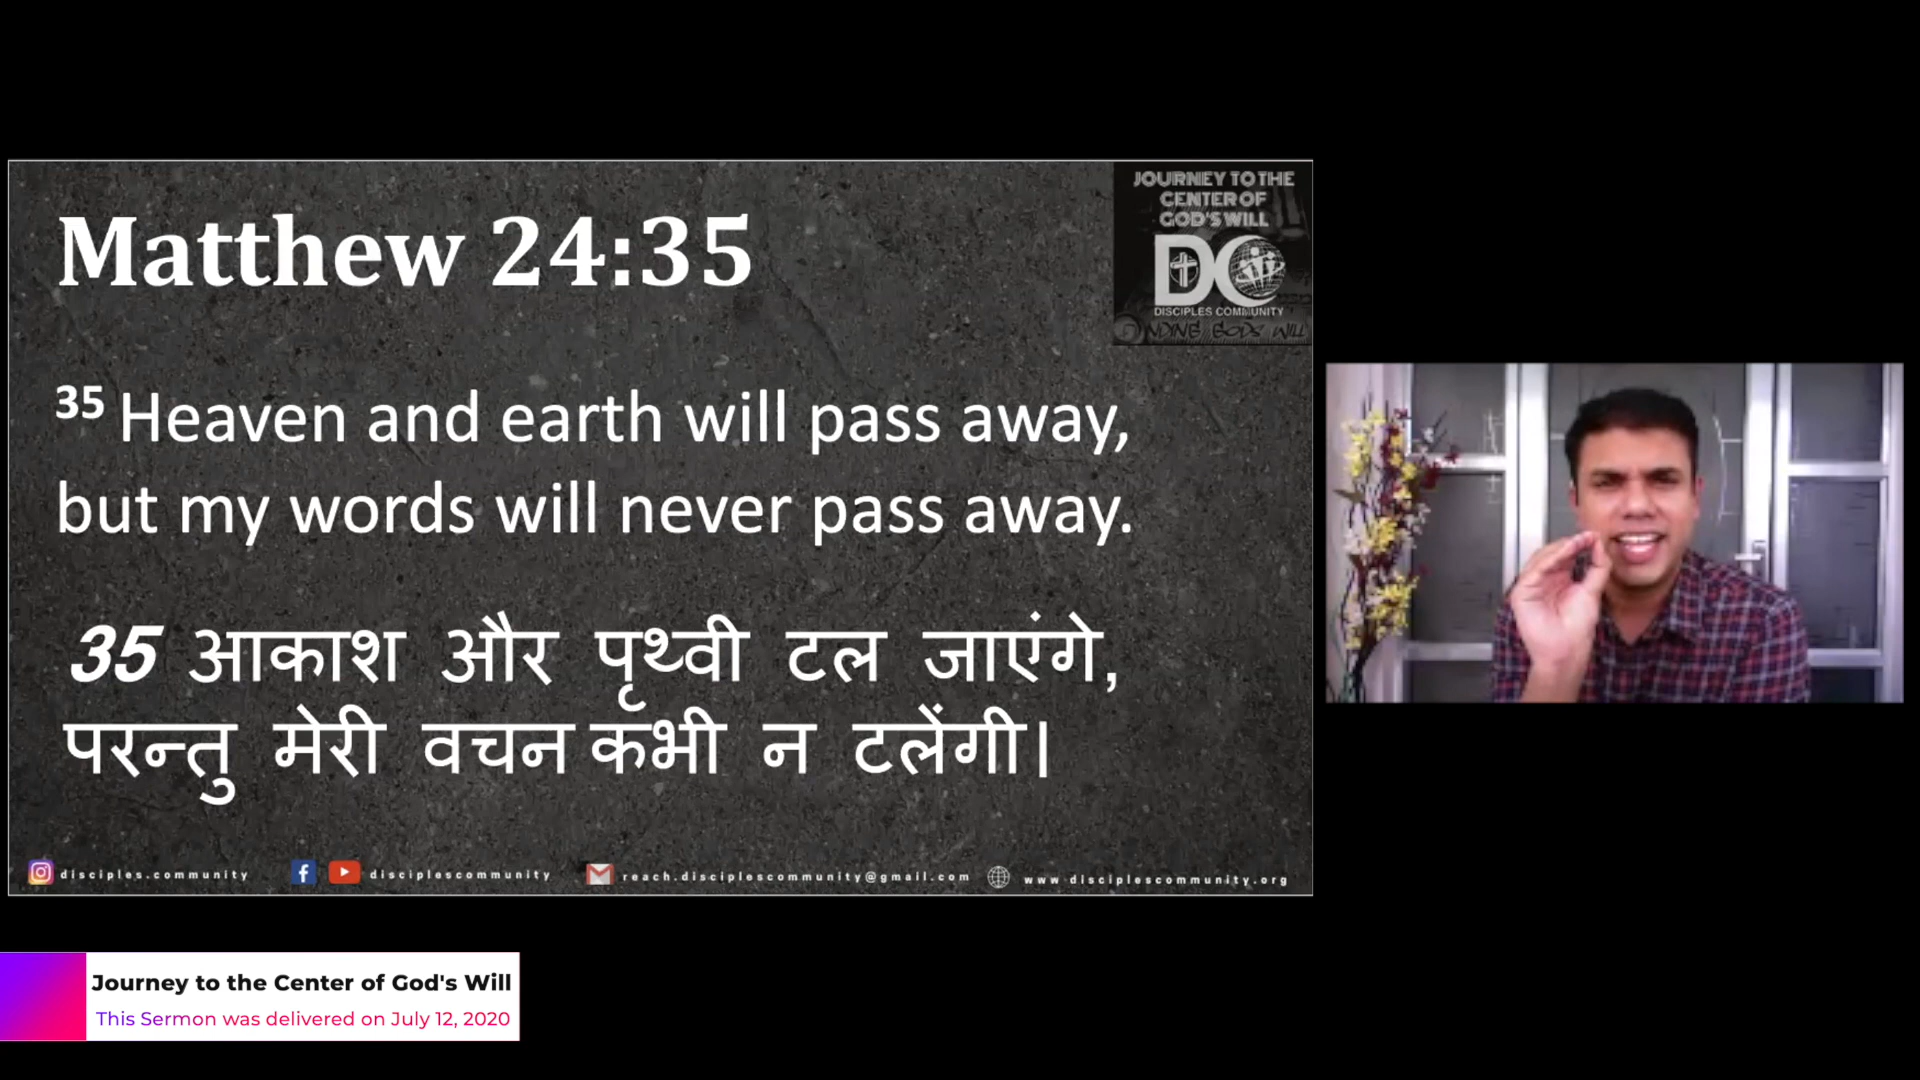 Matthew 24:35
JOURNEY TO THE
CENTER OF
GOD'S WILL
DC
DISCIPLES COMMUNITY
35 Heaven and earth will pass away,
but my words will never pass away.
35 आकाश और पृथ्वी टल जाएंगे,
परन्तु मेरी वचन कभी न टलेंगी।
disciples.community
disciplescommunity
reach.disciplescommunity@gmail.com
www disciplescommunity.org
Journey to the Center of God's Will
This Sermon was delivered on July 12, 2020